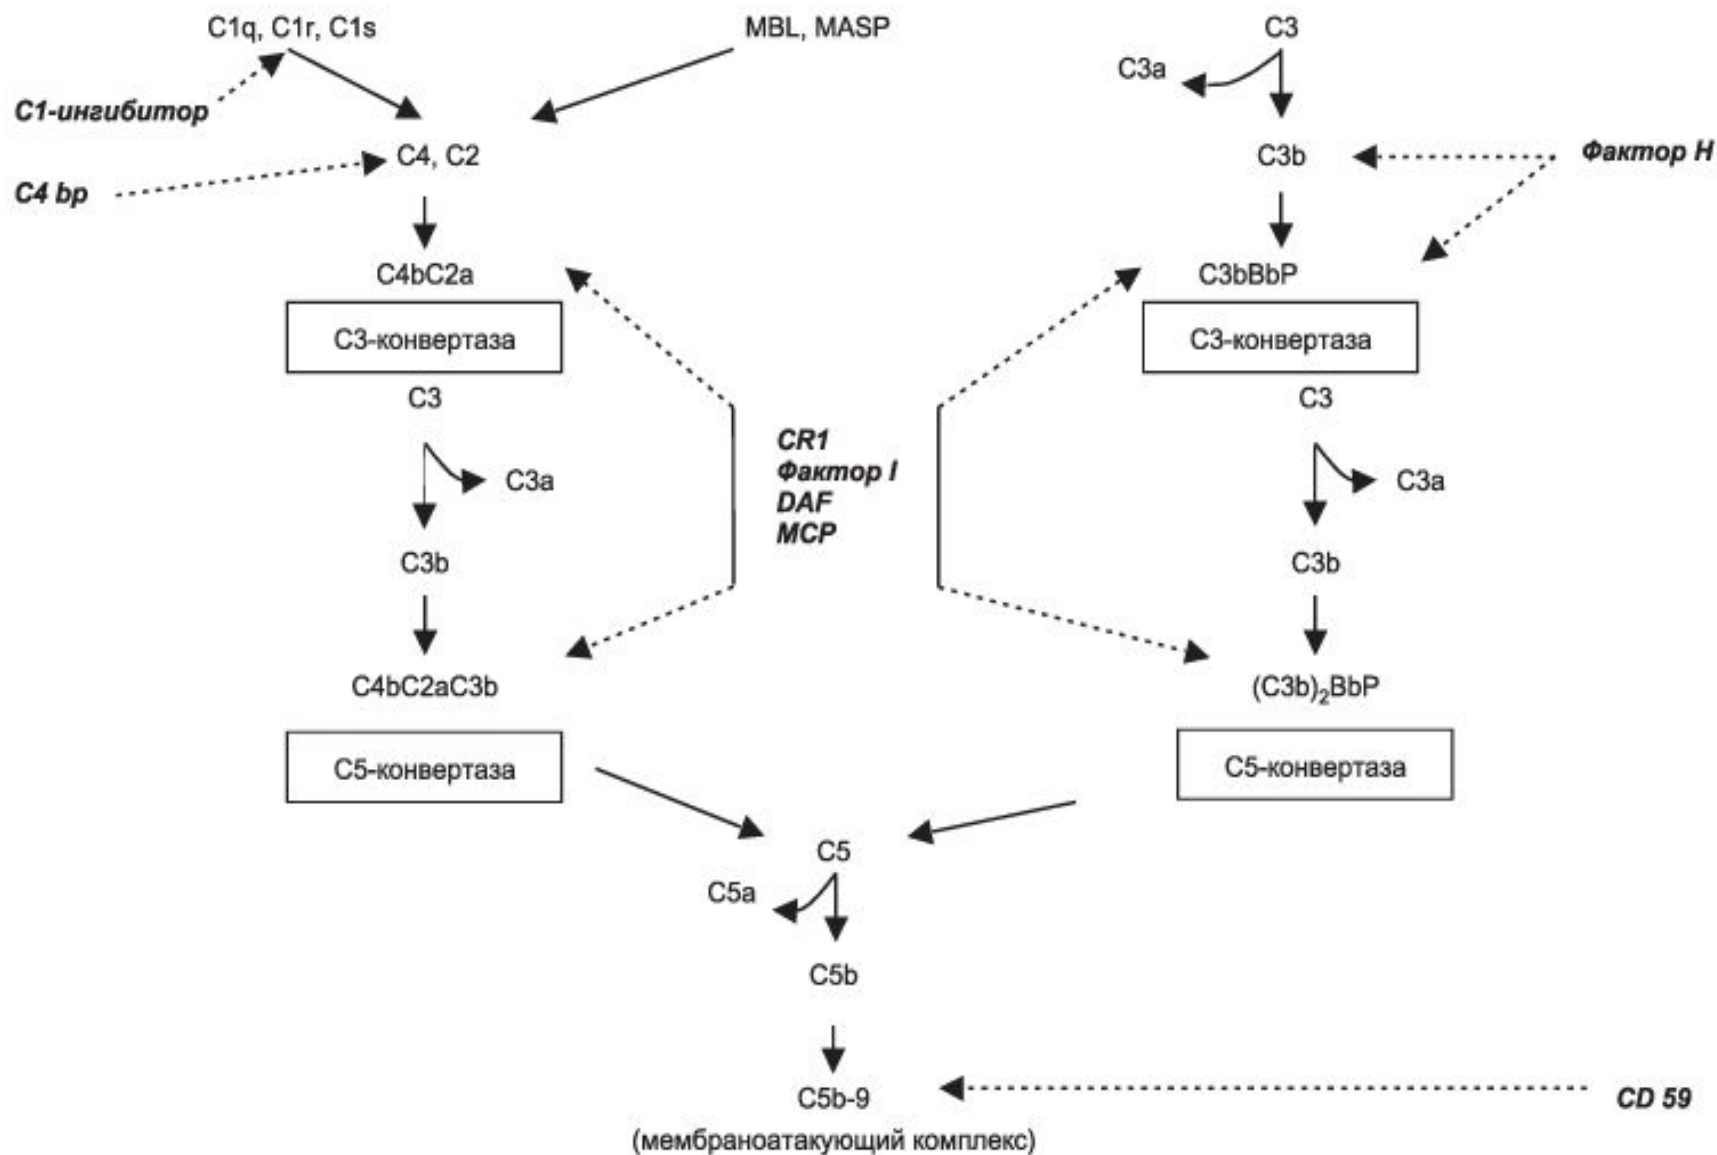 C1q, C1r, C1s
MBL, MASP
C3
C3a
C1-ингибитор
C4, C2
C3b
Фактор H
C4 bp
C4bC2a
C3bBbP
C3-конвертаза
C3-конвертаза
C3
C3
CR1
Фактор I
DAF
MCP
C3a
C3a
C3b
C3b
C4bC2aC3b
(C3b)₂BbP
C5-конвертаза
C5-конвертаза
C5
C5a
C5b
C5b-9
(мембраноатакующий комплекс)
CD 59